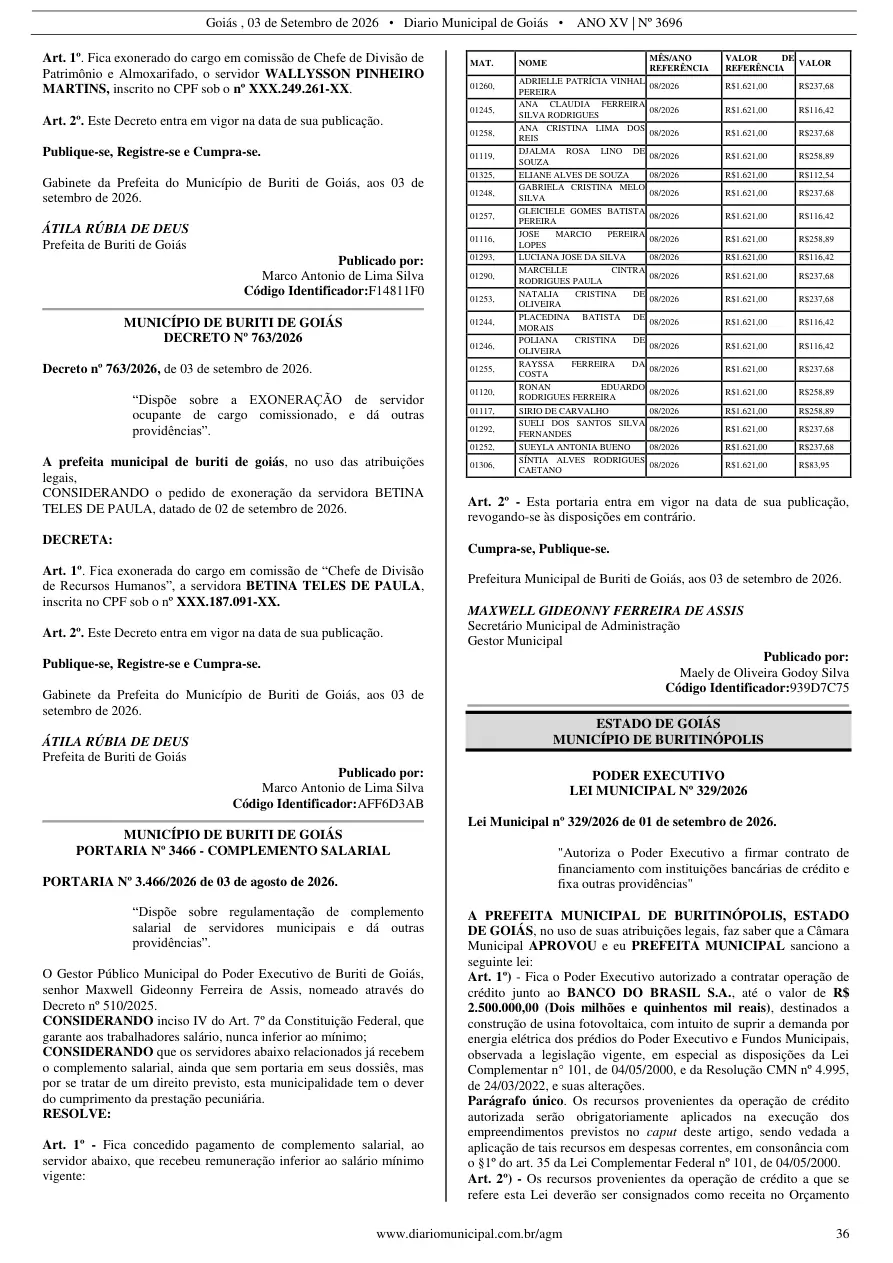 Goiás , 03 de Setembro de 2026 • Diario Municipal de Goiás • ANO XV | Nº 3696
Art. 1º. Fica exonerado do cargo em comissão de Chefe de Divisão de
Patrimônio e Almoxarifado, o servidor WALLYSSON PINHEIRO
MARTINS, inscrito no CPF sob o nº XXX.249.261-XX.
Art. 2º. Este Decreto entra em vigor na data de sua publicação.
Publique-se, Registre-se e Cumpra-se.
Gabinete da Prefeita do Município de Buriti de Goiás, aos 03 de
setembro de 2026.
ÁTILA RÚBIA DE DEUS
Prefeita de Buriti de Goiás
Publicado por:
Marco Antonio de Lima Silva
Código Identificador:F14811F0
MUNICÍPIO DE BURITI DE GOIÁS
DECRETO Nº 763/2026
Decreto nº 763/2026, de 03 de setembro de 2026.
“Dispõe sobre a EXONERAÇÃO de servidor
ocupante de cargo comissionado, e dá outras
providências”.
A prefeita municipal de buriti de goiás, no uso das atribuições
legais,
CONSIDERANDO o pedido de exoneração da servidora BETINA
TELES DE PAULA, datado de 02 de setembro de 2026.
DECRETA:
Art. 1º. Fica exonerada do cargo em comissão de “Chefe de Divisão
de Recursos Humanos”, a servidora BETINA TELES DE PAULA,
inscrita no CPF sob o nº XXX.187.091-XX.
Art. 2º. Este Decreto entra em vigor na data de sua publicação.
Publique-se, Registre-se e Cumpra-se.
Gabinete da Prefeita do Município de Buriti de Goiás, aos 03 de
setembro de 2026.
ÁTILA RÚBIA DE DEUS
Prefeita de Buriti de Goiás
Publicado por:
Marco Antonio de Lima Silva
Código Identificador:AFF6D3AB
MUNICÍPIO DE BURITI DE GOIÁS
PORTARIA Nº 3466 - COMPLEMENTO SALARIAL
PORTARIA Nº 3.466/2026 de 03 de agosto de 2026.
“Dispõe sobre regulamentação de complemento
salarial de servidores municipais e dá outras
providências”.
O Gestor Público Municipal do Poder Executivo de Buriti de Goiás,
senhor Maxwell Gideonny Ferreira de Assis, nomeado através do
Decreto nº 510/2025.
CONSIDERANDO inciso IV do Art. 7º da Constituição Federal, que
garante aos trabalhadores salário, nunca inferior ao mínimo;
CONSIDERANDO que os servidores abaixo relacionados já recebem
o complemento salarial, ainda que sem portaria em seus dossiês, mas
por se tratar de um direito previsto, esta municipalidade tem o dever
do cumprimento da prestação pecuniária.
RESOLVE:
Art. 1º - Fica concedido pagamento de complemento salarial, ao
servidor abaixo, que recebeu remuneração inferior ao salário mínimo
vigente:
MAT. NOME MÊS/ANO REFERÊNCIA VALOR DE REFERÊNCIA VALOR
01260, ADRIELLE PATRÍCIA VINHAL PEREIRA 08/2026 R$1.621,00 R$237,68
01245, ANA CLAUDIA FERREIRA SILVA RODRIGUES 08/2026 R$1.621,00 R$116,42
01258, ANA CRISTINA LIMA DOS REIS 08/2026 R$1.621,00 R$237,68
01119, DJALMA ROSA LINO DE SOUZA 08/2026 R$1.621,00 R$258,89
01325, ELIANE ALVES DE SOUZA 08/2026 R$1.621,00 R$112,54
01248, GABRIELA CRISTINA MELO SILVA 08/2026 R$1.621,00 R$237,68
01257, GLEICIELE GOMES BATISTA PEREIRA 08/2026 R$1.621,00 R$116,42
01116, JOSE MARCIO PEREIRA LOPES 08/2026 R$1.621,00 R$258,89
01293, LUCIANA JOSE DA SILVA 08/2026 R$1.621,00 R$116,42
01290, MARCELLE CINTRA RODRIGUES PAULA 08/2026 R$1.621,00 R$237,68
01253, NATALIA CRISTINA DE OLIVEIRA 08/2026 R$1.621,00 R$237,68
01244, PLACEDINA BATISTA DE MORAIS 08/2026 R$1.621,00 R$116,42
01246, POLIANA CRISTINA DE OLIVEIRA 08/2026 R$1.621,00 R$116,42
01255, RAYSSA FERREIRA DA COSTA 08/2026 R$1.621,00 R$237,68
01120, RONAN EDUARDO RODRIGUES FERREIRA 08/2026 R$1.621,00 R$258,89
01117, SIRIO DE CARVALHO 08/2026 R$1.621,00 R$258,89
01292, SUELI DOS SANTOS SILVA FERNANDES 08/2026 R$1.621,00 R$237,68
01252, SUEYLA ANTONIA BUENO 08/2026 R$1.621,00 R$237,68
01306, SÍNTIA ALVES RODRIGUES CAETANO 08/2026 R$1.621,00 R$83,95
Art. 2º - Esta portaria entra em vigor na data de sua publicação,
revogando-se às disposições em contrário.
Cumpra-se, Publique-se.
Prefeitura Municipal de Buriti de Goiás, aos 03 de setembro de 2026.
MAXWELL GIDEONNY FERREIRA DE ASSIS
Secretário Municipal de Administração
Gestor Municipal
Publicado por:
Maely de Oliveira Godoy Silva
Código Identificador:939D7C75
ESTADO DE GOIÁS
MUNICÍPIO DE BURITINÓPOLIS
PODER EXECUTIVO
LEI MUNICIPAL Nº 329/2026
Lei Municipal nº 329/2026 de 01 de setembro de 2026.
"Autoriza o Poder Executivo a firmar contrato de
financiamento com instituições bancárias de crédito e
fixa outras providências"
A PREFEITA MUNICIPAL DE BURITINÓPOLIS, ESTADO
DE GOIÁS, no uso de suas atribuições legais, faz saber que a Câmara
Municipal APROVOU e eu PREFEITA MUNICIPAL sanciono a
seguinte lei:
Art. 1º) - Fica o Poder Executivo autorizado a contratar operação de
crédito junto ao BANCO DO BRASIL S.A., até o valor de R$
2.500.000,00 (Dois milhões e quinhentos mil reais), destinados a
construção de usina fotovoltaica, com intuito de suprir a demanda por
energia elétrica dos prédios do Poder Executivo e Fundos Municipais,
observada a legislação vigente, em especial as disposições da Lei
Complementar n° 101, de 04/05/2000, e da Resolução CMN nº 4.995,
de 24/03/2022, e suas alterações.
Parágrafo único. Os recursos provenientes da operação de crédito
autorizada serão obrigatoriamente aplicados na execução dos
empreendimentos previstos no caput deste artigo, sendo vedada a
aplicação de tais recursos em despesas correntes, em consonância com
o §1º do art. 35 da Lei Complementar Federal nº 101, de 04/05/2000.
Art. 2º) - Os recursos provenientes da operação de crédito a que se
refere esta Lei deverão ser consignados como receita no Orçamento
www.diariomunicipal.com.br/agm
36